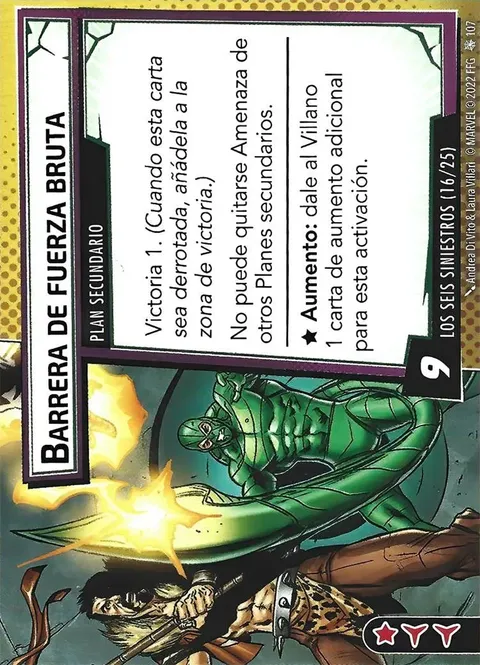 BARRERA DE FUERZA BRUTA
PLAN SECUNDARIO
Victoria 1. (Cuando esta carta
sea derrotada, añádela a la
zona de victoria.)
No puede quitarse Amenaza de
otros Planes secundarios.
★ Aumento: dale al Villano
1 carta de aumento adicional
para esta activación.
9
LOS SEIS SINIESTROS (16/25)
Andrea Di Vito & Laura Villari © MARVEL © 2022 FFG 107